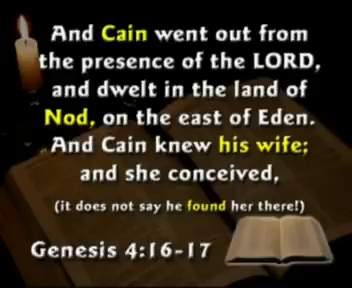 And Cain went out from
the presence of the LORD,
and dwelt in the land of
Nod, on the east of Eden.
And Cain knew his wife;
and she conceived,
(it does not say he found her there!)
Genesis 4:16-17